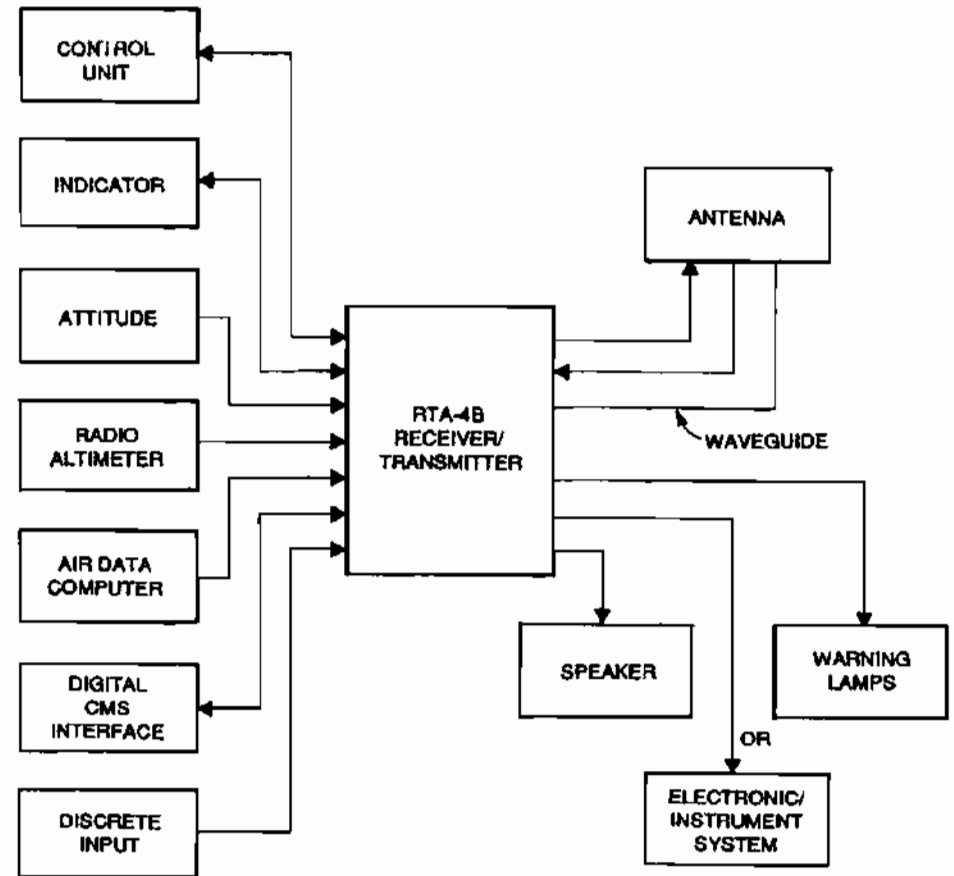 CONTROL
UNIT
INDICATOR
ATTITUDE
RADIO
ALTIMETER
AIR DATA
COMPUTER
DIGITAL
CMS
INTERFACE
DISCRETE
INPUT
RTA-4B
RECEIVER/
TRANSMITTER
ANTENNA
WAVEGUIDE
SPEAKER
WARNING
LAMPS
OR
ELECTRONIC/
INSTRUMENT
SYSTEM